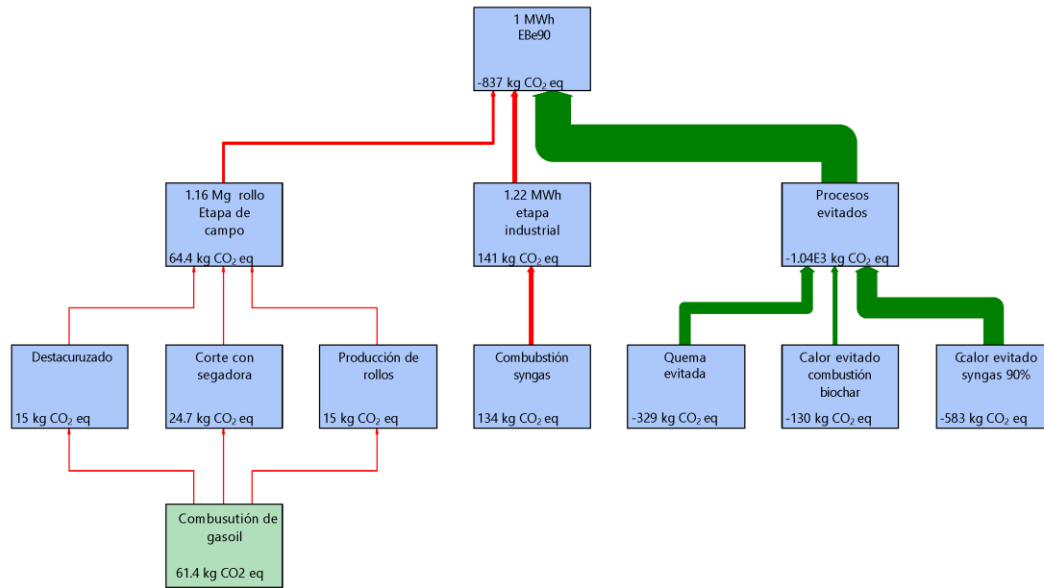 1 MWh
EBe90
-837 kg CO₂ eq
1.16 Mg rollo
Etapa de
campo
64.4 kg CO₂ eq
1.22 MWh
etapa
industrial
141 kg CO₂ eq
Procesos
evitados
-1.04E3 kg CO₂ eq
Destacuruzado
15 kg CO₂ eq
Corte con
segadora
24.7 kg CO₂ eq
Producción de
rollos
15 kg CO₂ eq
Combubstión
syngas
134 kg CO₂ eq
Quema
evitada
-329 kg CO₂ eq
Calor evitado
combustión
biochar
-130 kg CO₂ eq
Gcalor evitado
syngas 90%
-583 kg CO₂ eq
Combusutión de
gasoil
61.4 kg CO2 eq